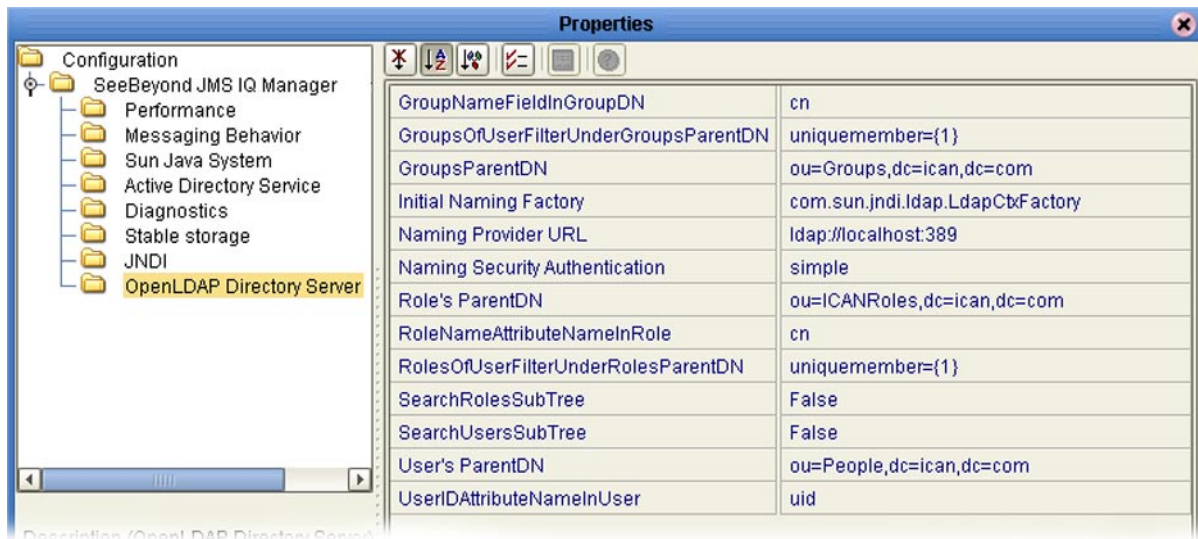 Properties
Configuration
SeeBeyond JMS IQ Manager
Performance
Messaging Behavior
Sun Java System
Active Directory Service
Diagnostics
Stable storage
JNDI
OpenLDAP Directory Server
GroupNameFieldInGroupDN cn
GroupsOfUserFilterUnderGroupsParentDN uniquemember={1}
GroupsParentDN ou=Groups,dc=ican,dc=com
Initial Naming Factory com.sun.jndi.ldap.LdapCtxFactory
Naming Provider URL ldap://localhost:389
Naming Security Authentication simple
Role's ParentDN ou=ICANRoles,dc=ican,dc=com
RoleNameAttributeNameInRole cn
RolesOfUserFilterUnderRolesParentDN uniquemember={1}
SearchRolesSubTree False
SearchUsersSubTree False
User's ParentDN ou=People,dc=ican,dc=com
UserIDAttributeNameInUser uid
Description (OpenLDAP Directory Server)